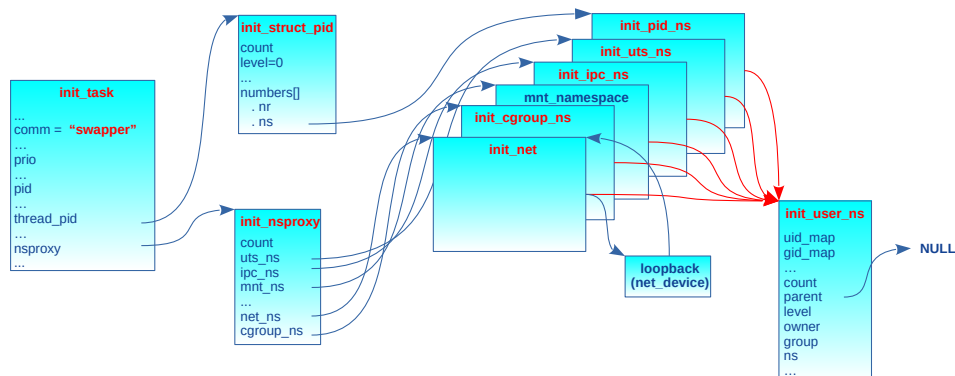 init_task
...
comm = “swapper”
...
prio
...
pid
...
thread_pid
...
nsproxy
...
init_struct_pid
count
level=0
...
numbers[]
. nr
. ns
init_nsproxy
count
uts_ns
ipc_ns
mnt_ns
...
net_ns
cgroup_ns
init_pid_ns
init_uts_ns
init_ipc_ns
mnt_namespace
init_cgroup_ns
init_net
loopback
(net_device)
init_user_ns
uid_map
gid_map
...
count
parent
level
owner
group
ns
...
NULL